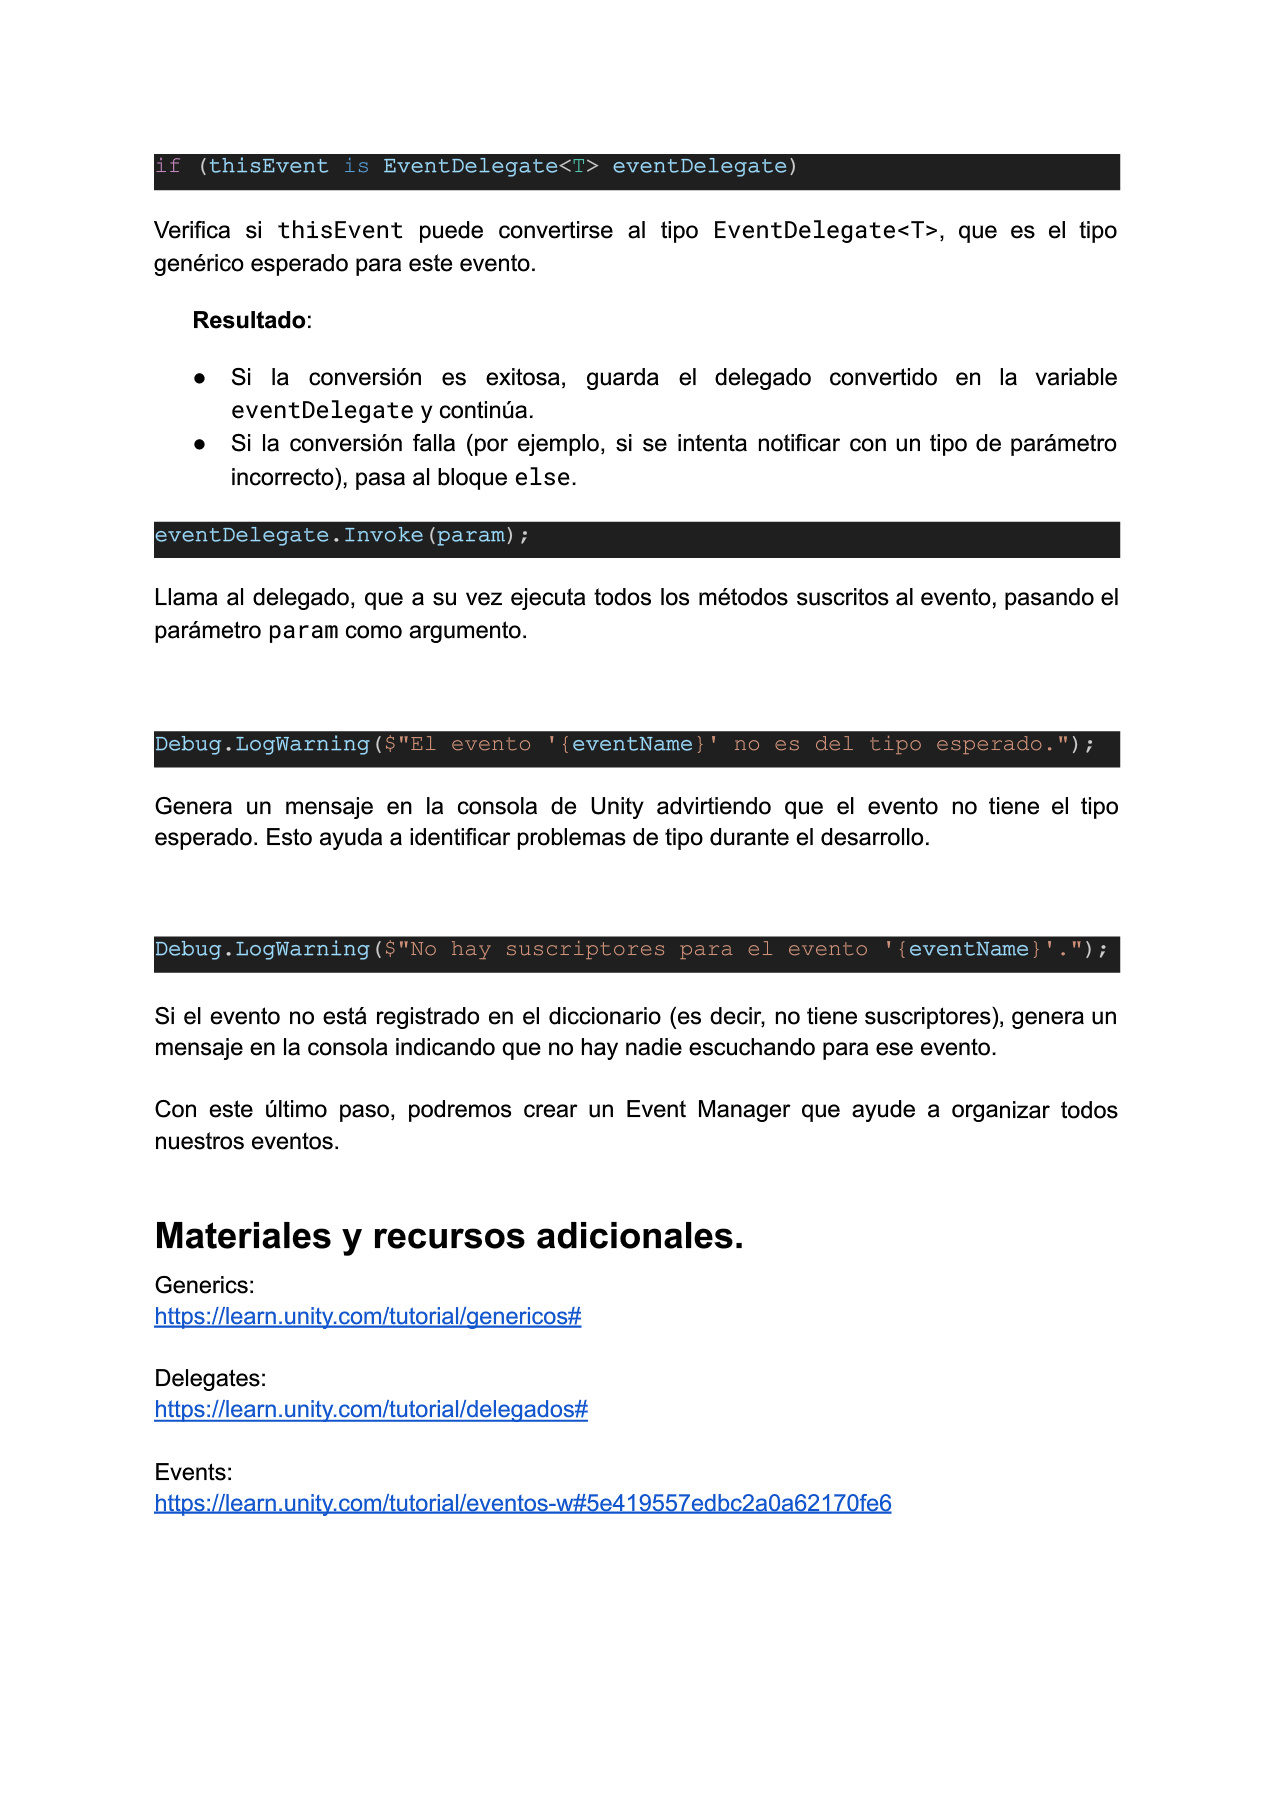 if (thisEvent is EventDelegate<T> eventDelegate)
Verifica si thisEvent puede convertirse al tipo EventDelegate<T>, que es el tipo
genérico esperado para este evento.
Resultado:
● Si la conversión es exitosa, guarda el delegado convertido en la variable
eventDelegate y continúa.
● Si la conversión falla (por ejemplo, si se intenta notificar con un tipo de parámetro
incorrecto), pasa al bloque else.
eventDelegate.Invoke(param);
Llama al delegado, que a su vez ejecuta todos los métodos suscritos al evento, pasando el
parámetro param como argumento.
Debug.LogWarning($"El evento '{eventName}' no es del tipo esperado.");
Genera un mensaje en la consola de Unity advirtiendo que el evento no tiene el tipo
esperado. Esto ayuda a identificar problemas de tipo durante el desarrollo.
Debug.LogWarning($"No hay suscriptores para el evento '{eventName}'.");
Si el evento no está registrado en el diccionario (es decir, no tiene suscriptores), genera un
mensaje en la consola indicando que no hay nadie escuchando para ese evento.
Con este último paso, podremos crear un Event Manager que ayude a organizar todos
nuestros eventos.
Materiales y recursos adicionales.
Generics:
https://learn.unity.com/tutorial/genericos#
Delegates:
https://learn.unity.com/tutorial/delegados#
Events:
https://learn.unity.com/tutorial/eventos-w#5e419557edbc2a0a62170fe6